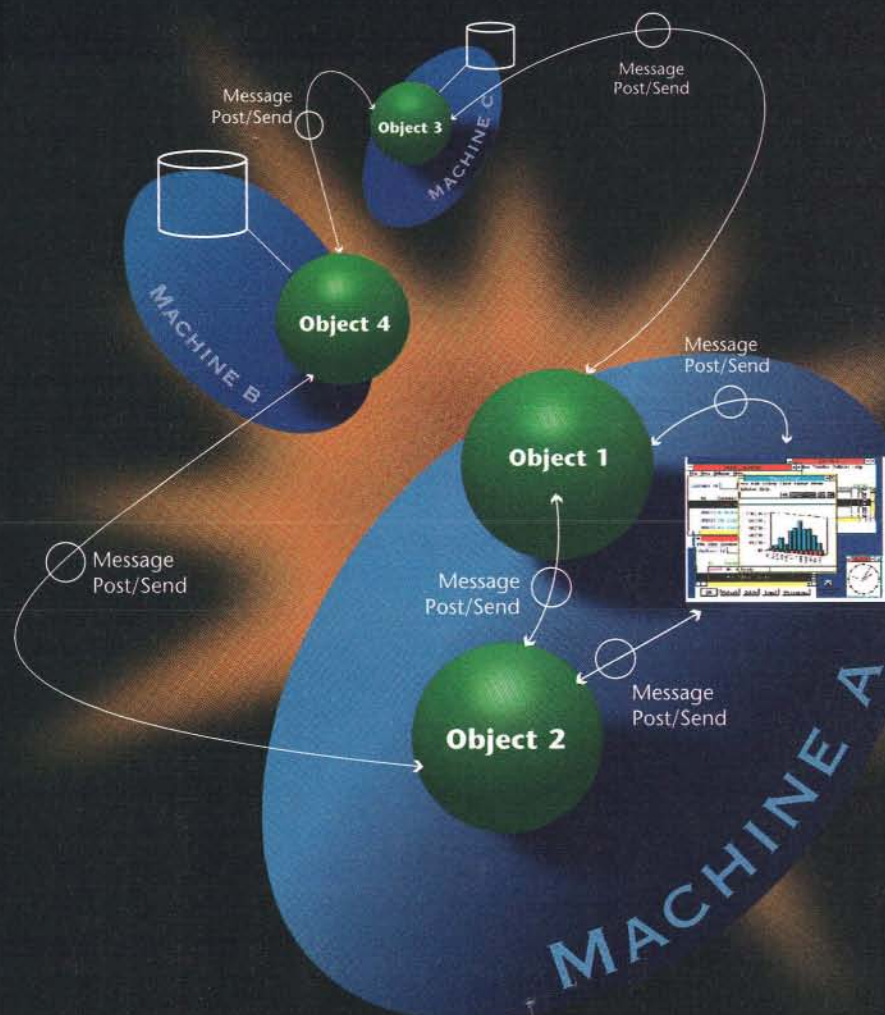 Message
Post/Send
Object 3
MACHINE C
Message
Post/Send
Object 4
MACHINE B
Message
Post/Send
Object 1
Message
Post/Send
Message
Post/Send
Object 2
Message
Post/Send
MACHINE A